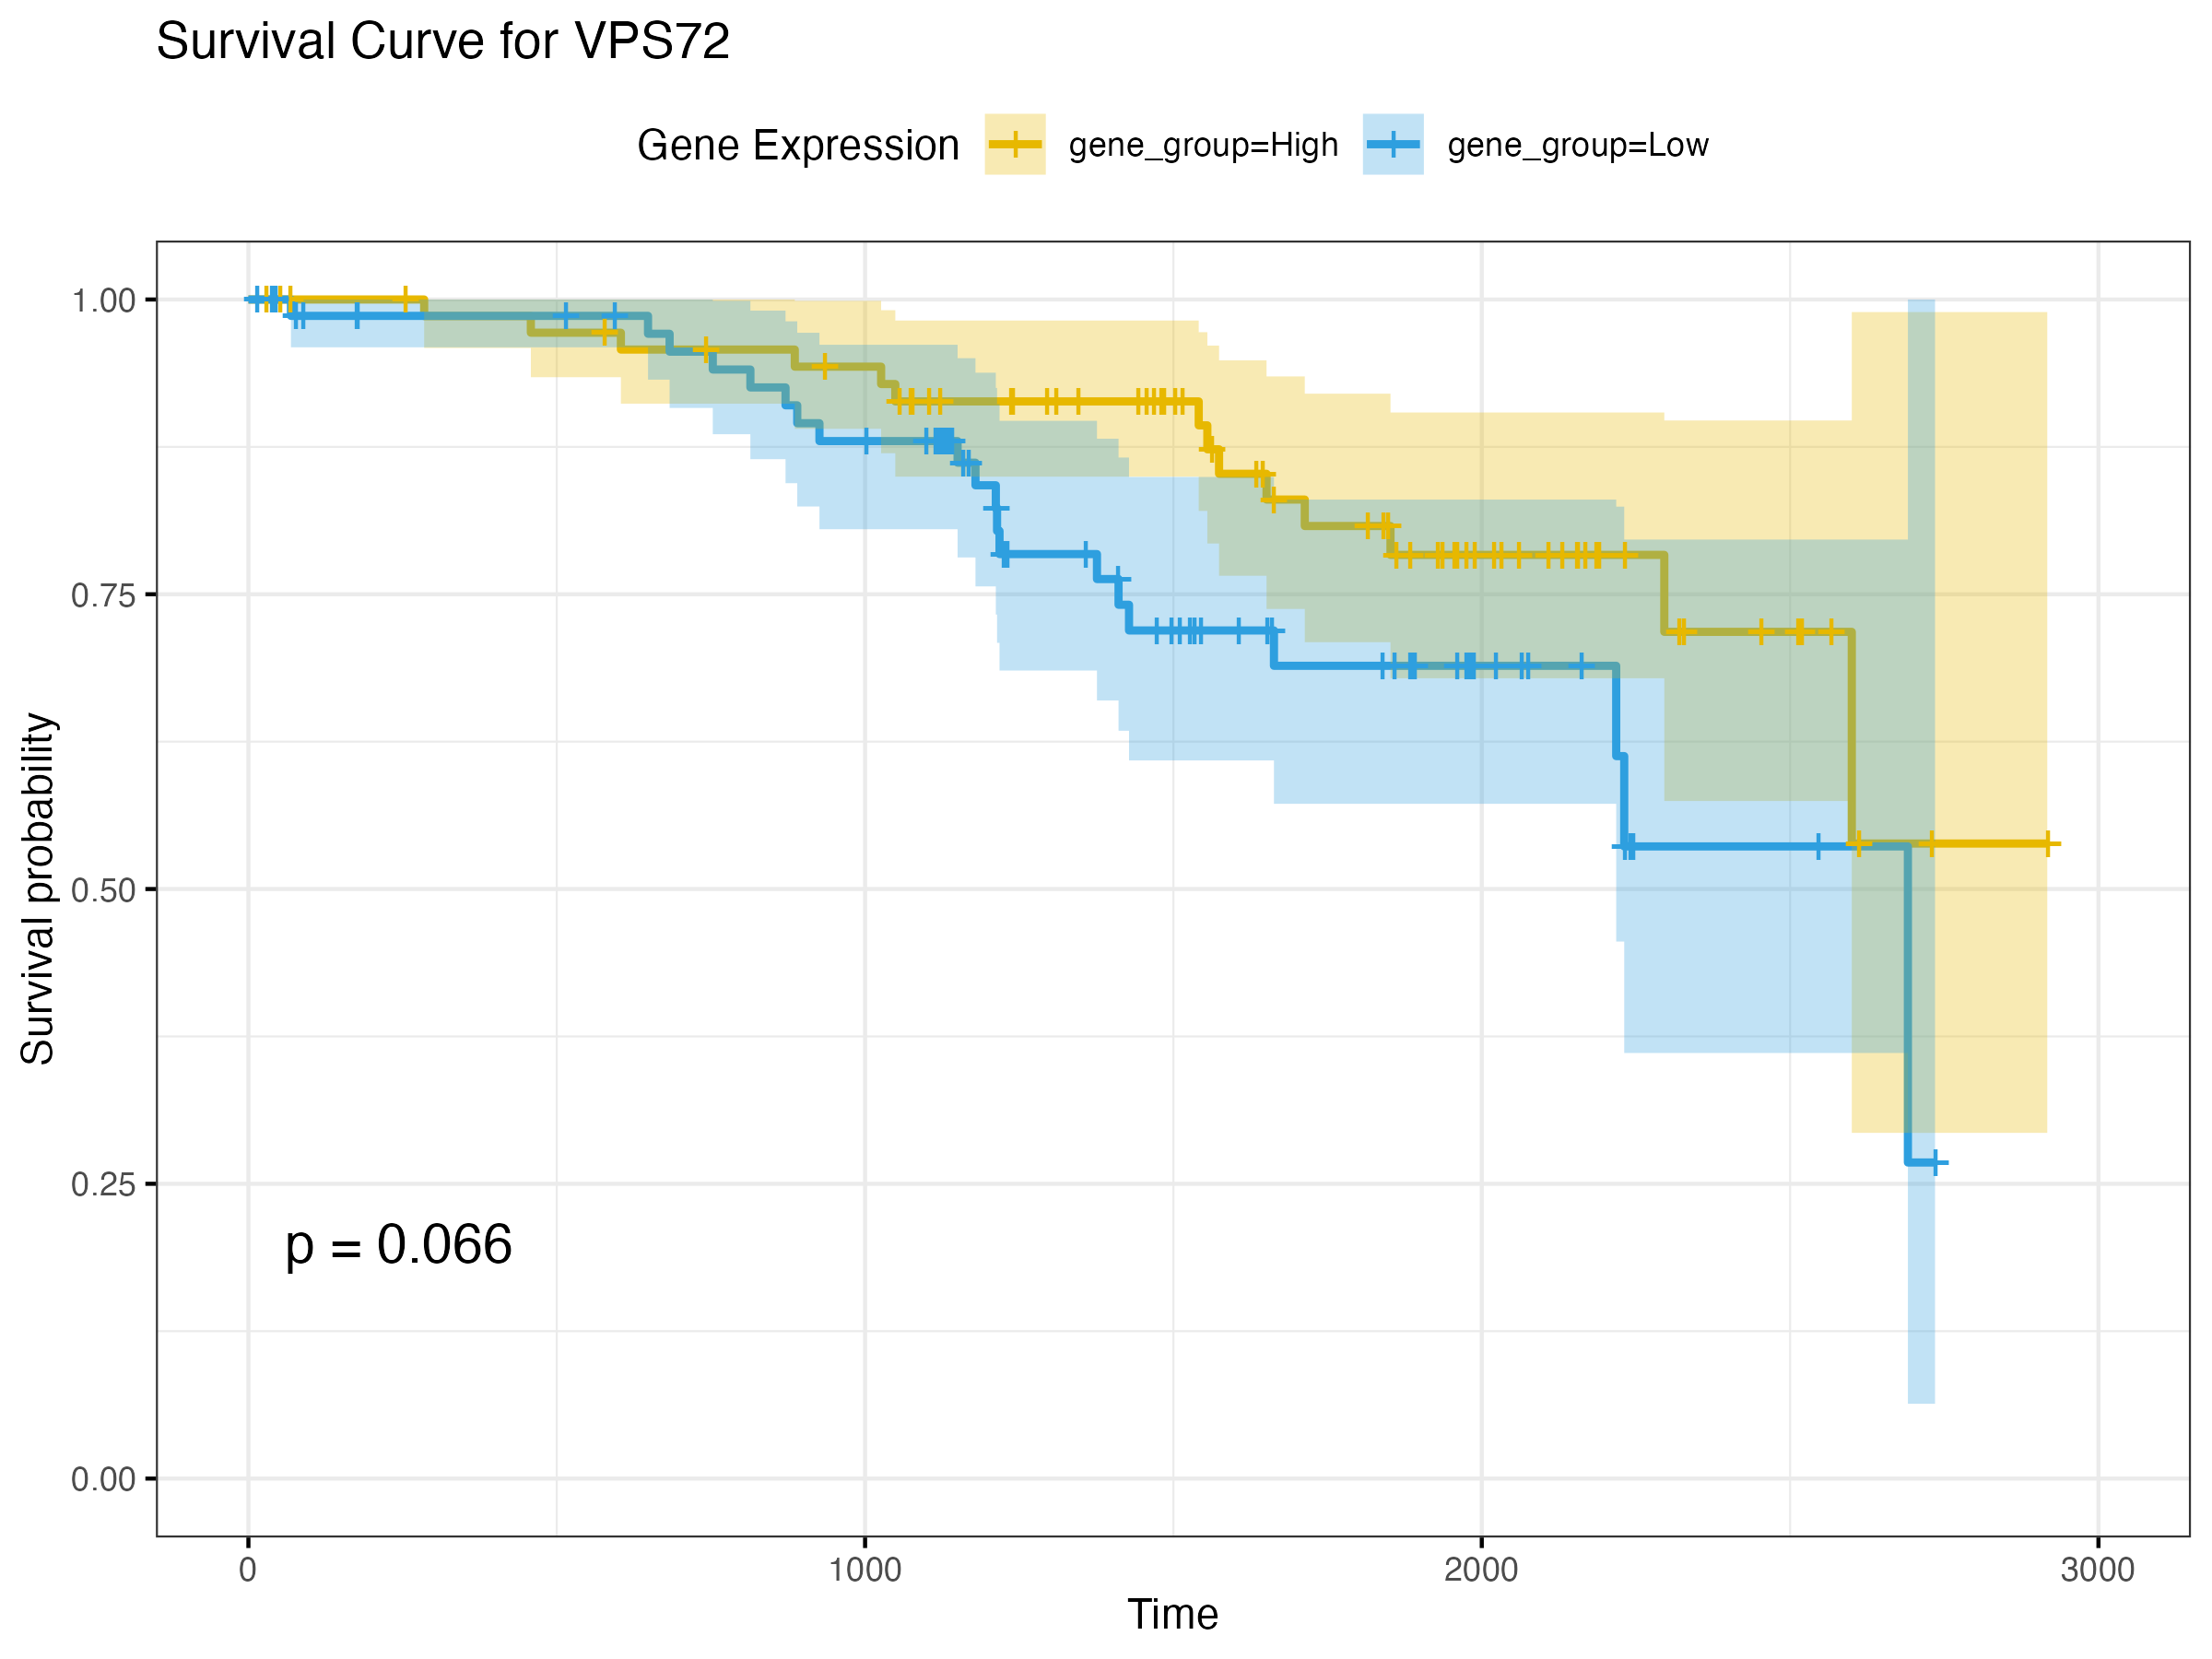 Survival Curve for VPS72
Gene Expression gene_group=High gene_group=Low
1.00
0.75
0.50
0.25
0.00
Survival probability
p = 0.066
0 1000 2000 3000
Time